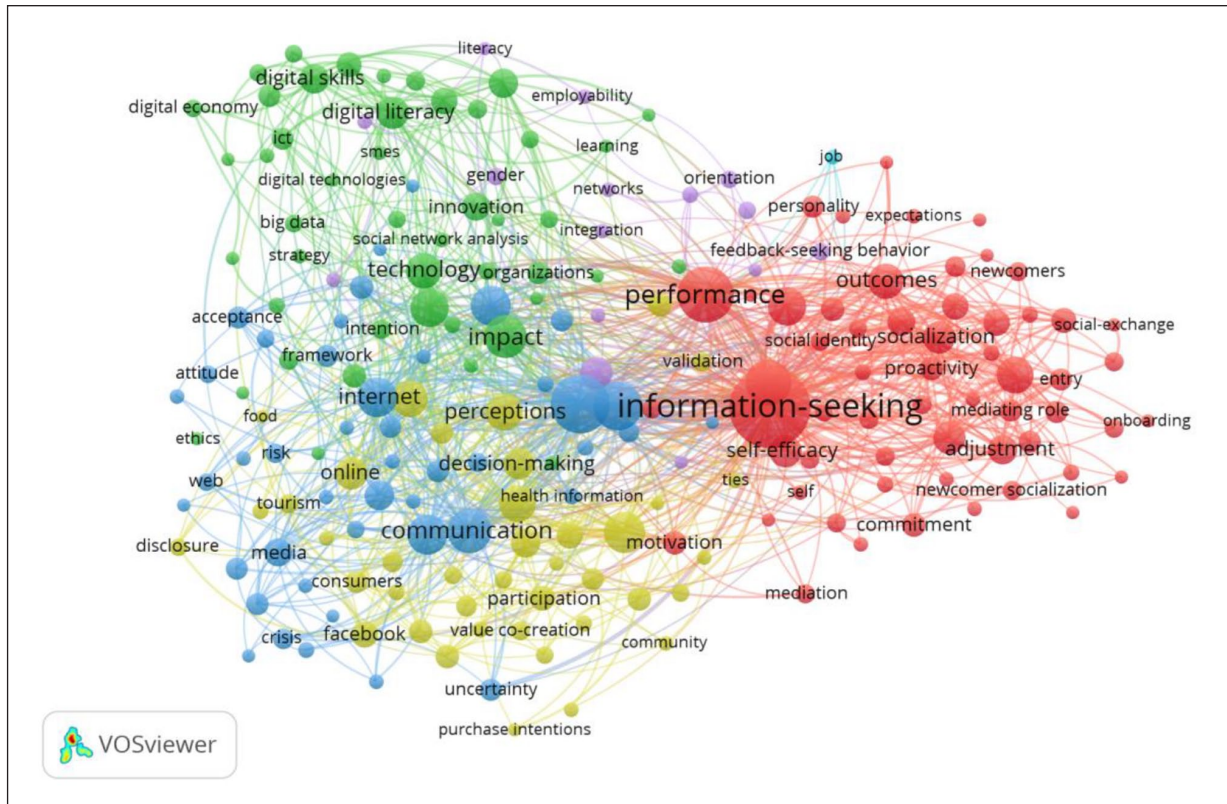 literacy
digital skills
digital economy
employability
digital literacy
ict
learning
smes
job
gender
orientation
digital technologies
networks
personality
innovation
expectations
big data
integration
social network analysis
feedback-seeking behavior
strategy
technology
organizations
newcomers
outcomes
performance
acceptance
intention
impact
social identity
socialization
social-exchange
framework
validation
attitude
proactivity
entry
internet
food
perceptions
information-seeking
mediating role
onboarding
ethics
risk
self-efficacy
adjustment
online
decision-making
web
ties
self
newcomer socialization
tourism
health information
communication
commitment
disclosure
media
motivation
consumers
mediation
participation
crisis
facebook
value co-creation
community
uncertainty
purchase intentions
VOSviewer